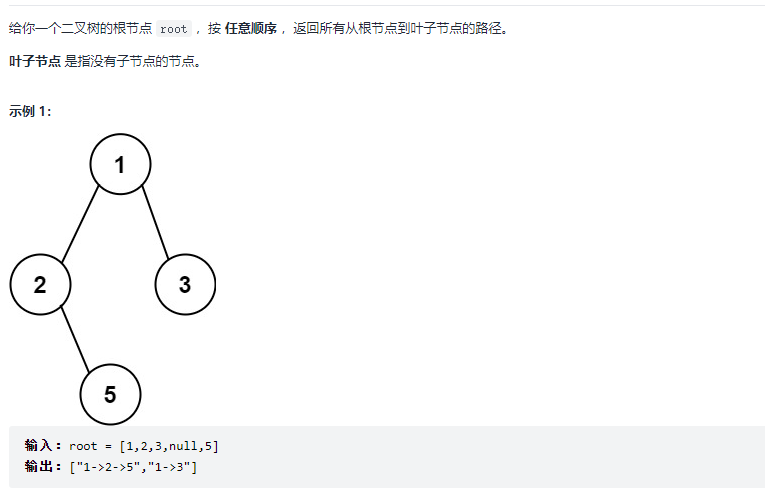 给你一个二叉树的根节点 root ，按 任意顺序 ，返回所有从根节点到叶子节点的路径。
叶子节点 是指没有子节点的节点。
示例 1：
1
2
3
5
输入：root = [1,2,3,null,5]
输出：["1->2->5","1->3"]